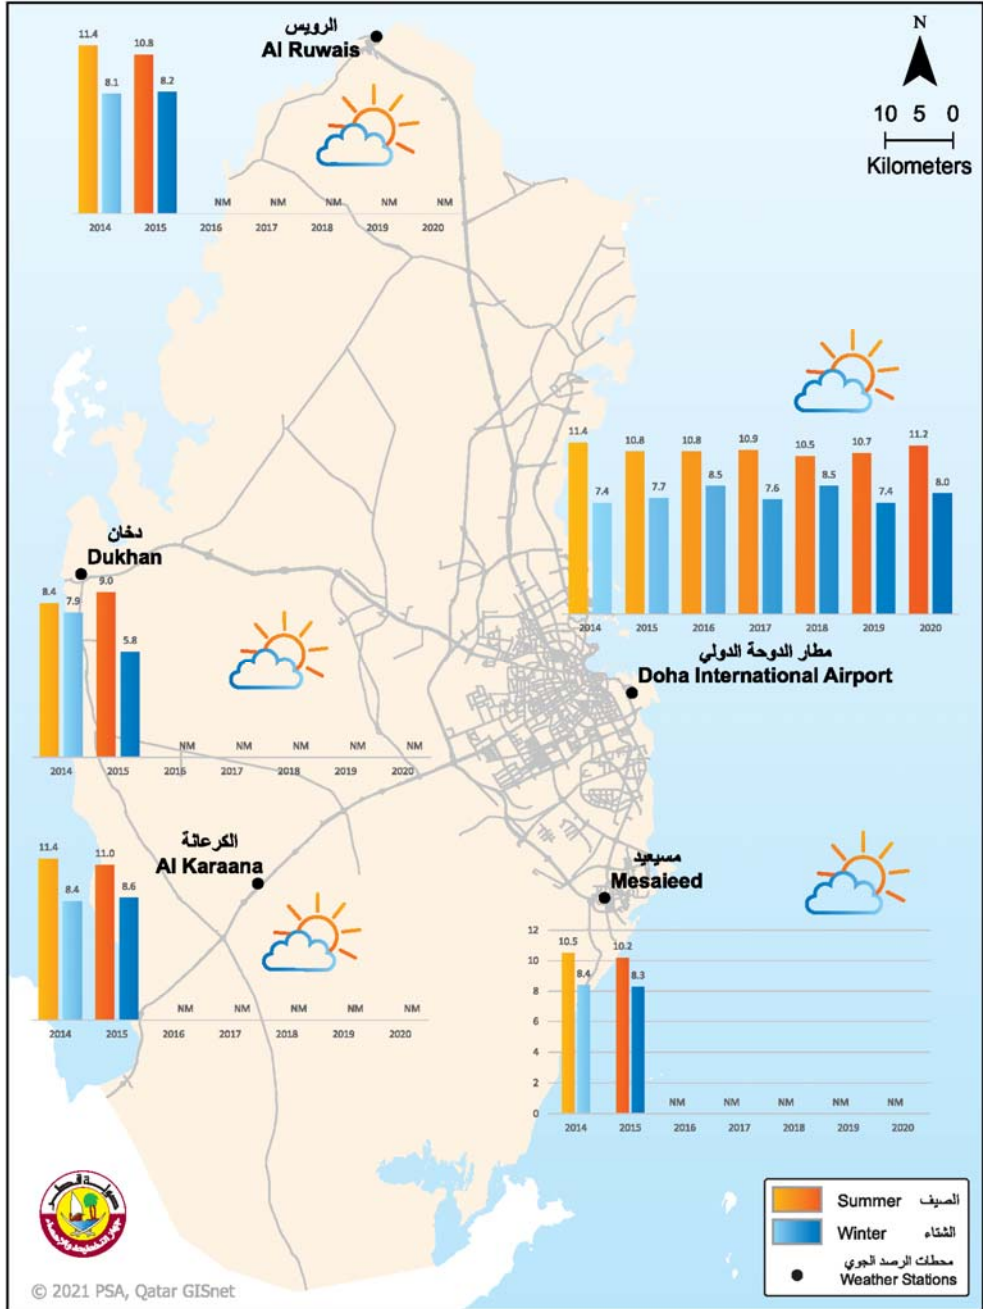 الرويس
Al Ruwais
N
10 5 0
Kilometers
11.4 8.1 10.8 8.2
NM NM NM NM NM
2014 2015 2016 2017 2018 2019 2020
11.4 7.4 10.8 7.7 10.8 8.5 10.9 7.6 10.5 8.5 10.7 7.4 11.2 8.0
2014 2015 2016 2017 2018 2019 2020
مطار الدوحة الدولي
Doha International Airport
دخان
Dukhan
8.4 7.9 9.0 5.8
NM NM NM NM NM
2014 2015 2016 2017 2018 2019 2020
الكرعانة
Al Karaana
11.4 8.4 11.0 8.6
NM NM NM NM NM
2014 2015 2016 2017 2018 2019 2020
مسيعيد
Mesaieed
12
10
8
6
4
2
0
10.5 8.4 10.2 8.3
NM NM NM NM NM
2014 2015 2016 2017 2018 2019 2020
Summer الصيف
Winter الشتاء
محطات الرصد الجوي
Weather Stations
دولة قطر
جهاز التخطيط والإحصاء
© 2021 PSA, Qatar GISnet